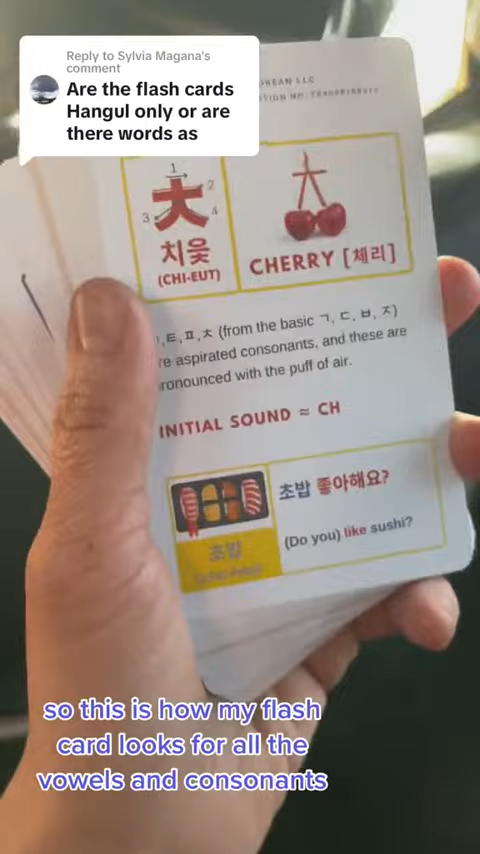 Reply to Sylvia Magana's
comment
Are the flash cards
Hangul only or are
there words as
LLC
1
2
3
4
치읓
(CHI-EUT)
CHERRY [체리]
,ㅌ,ㅍ,ㅊ (from the basic ㄱ, ㄷ, ㅂ, ㅈ)
re aspirated consonants, and these are
ronounced with the puff of air.
INITIAL SOUND ≈ CH
초밥 좋아해요?
(Do you) like sushi?
초밥
so this is how my flash
card looks for all the
vowels and consonants